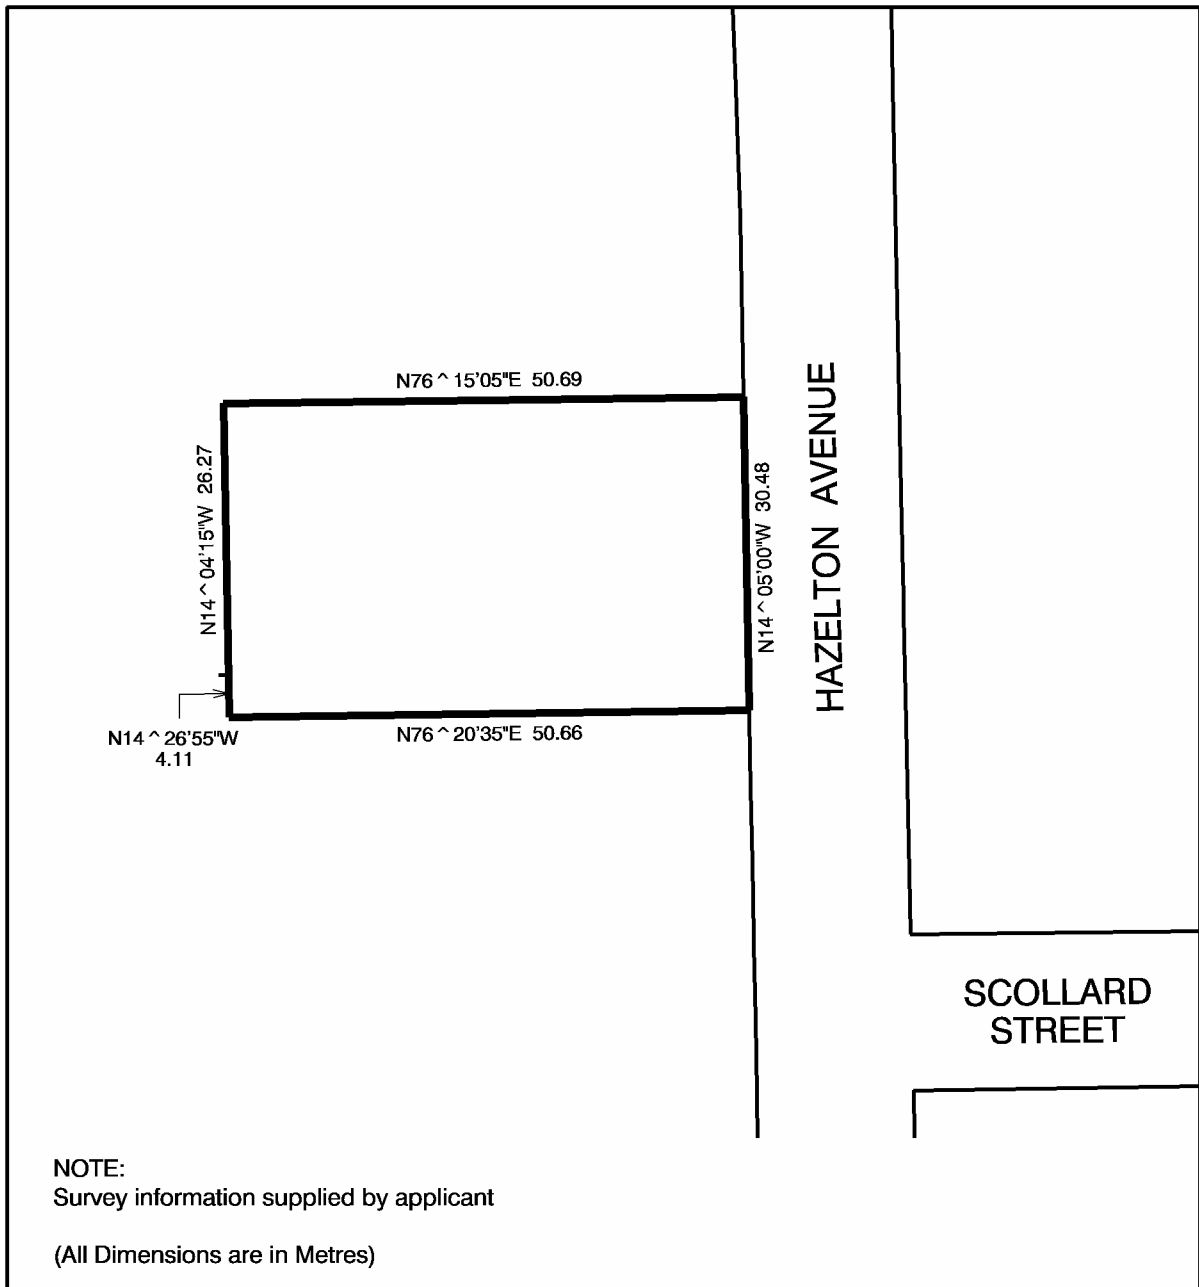 N76 ^ 15'05"E 50.69
N14 ^ 04'15"W 26.27
N14 ^ 05'00"W 30.48
HAZELTON AVENUE
N14 ^ 26'55"W
4.11
N76 ^ 20'35"E 50.66
SCOLLARD
STREET
NOTE:
Survey information supplied by applicant
(All Dimensions are in Metres)